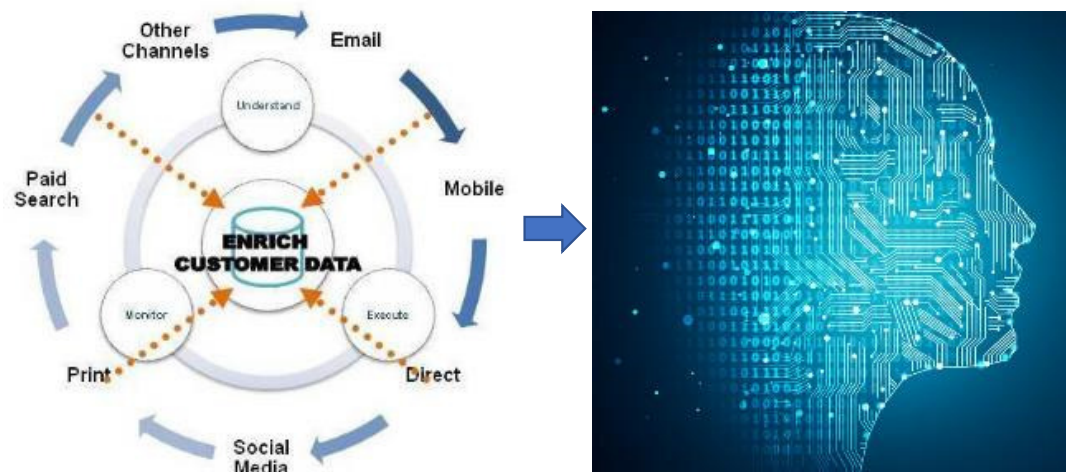 Other
Channels
Email
Understand
Paid
Search
Mobile
ENRICH
CUSTOMER DATA
Monitor
Execute
Print
Direct
Social
Media